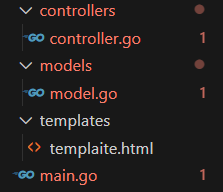 controllers
GO controller.go 1
models
GO model.go 1
templates
<> templaite.html
GO main.go 1